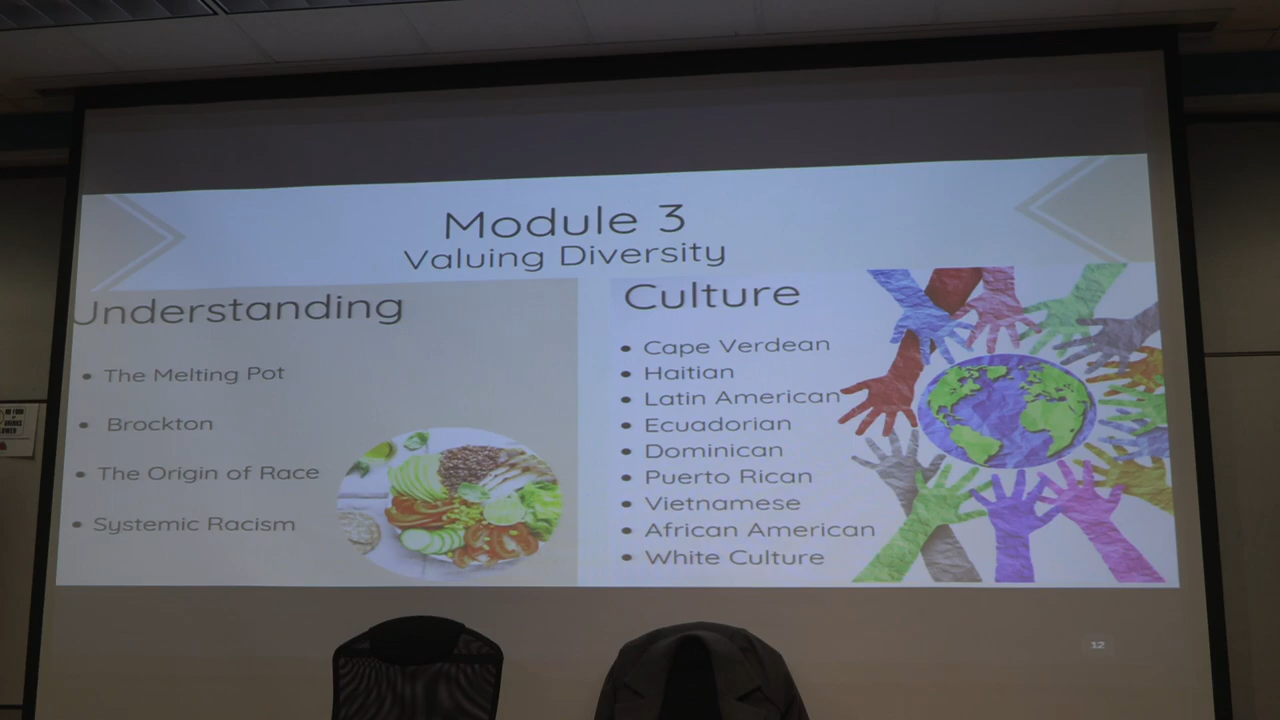 Module 3
Valuing Diversity
Understanding
• The Melting Pot
• Brockton
• The Origin of Race
• Systemic Racism
Culture
• Cape Verdean
• Haitian
• Latin American
• Ecuadorian
• Dominican
• Puerto Rican
• Vietnamese
• African American
• White Culture
12